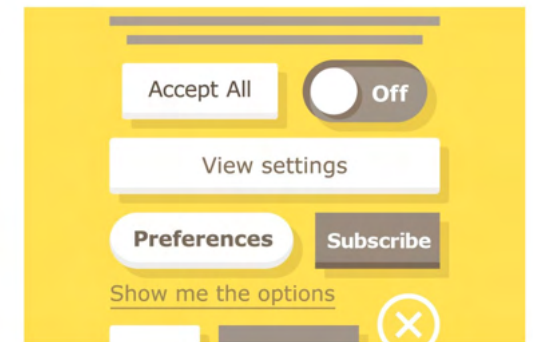 Accept All
Off
View settings
Preferences
Subscribe
Show me the options